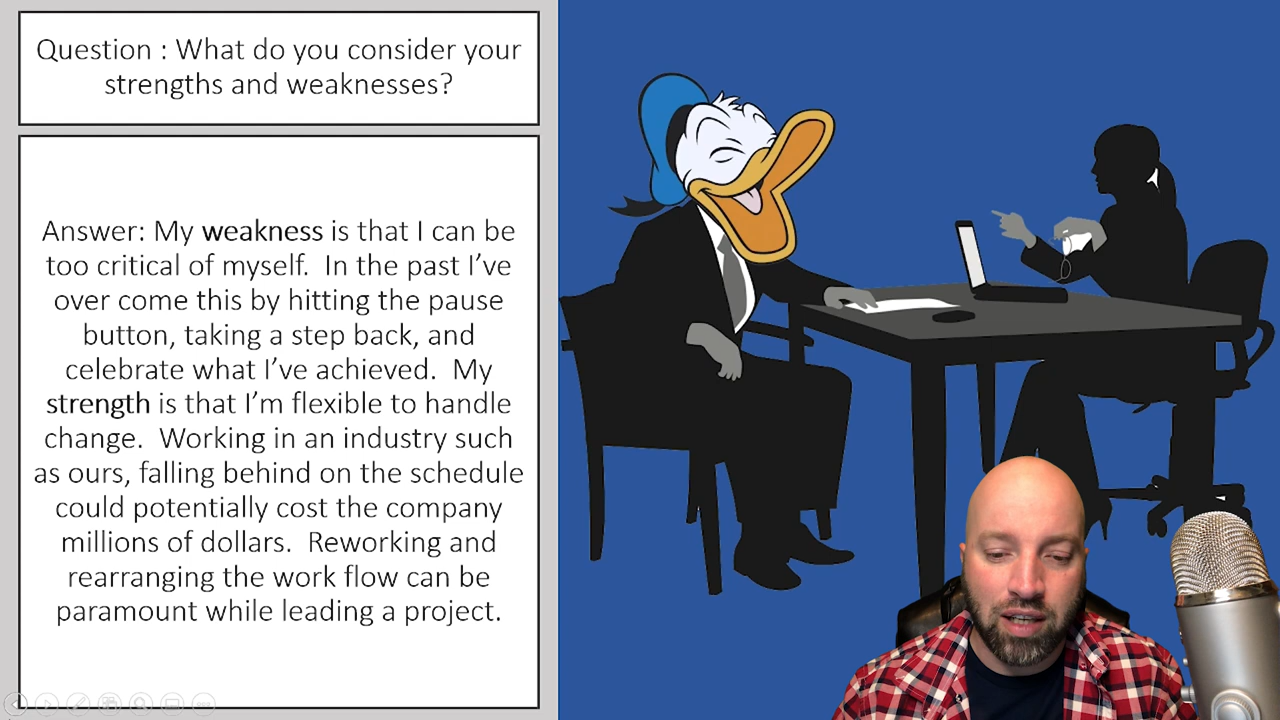 Question : What do you consider your
strengths and weaknesses?
Answer: My weakness is that I can be
too critical of myself.  In the past I’ve
over come this by hitting the pause
button, taking a step back, and
celebrate what I’ve achieved.  My
strength is that I’m flexible to handle
change.  Working in an industry such
as ours, falling behind on the schedule
could potentially cost the company
millions of dollars.  Reworking and
rearranging the work flow can be
paramount while leading a project.